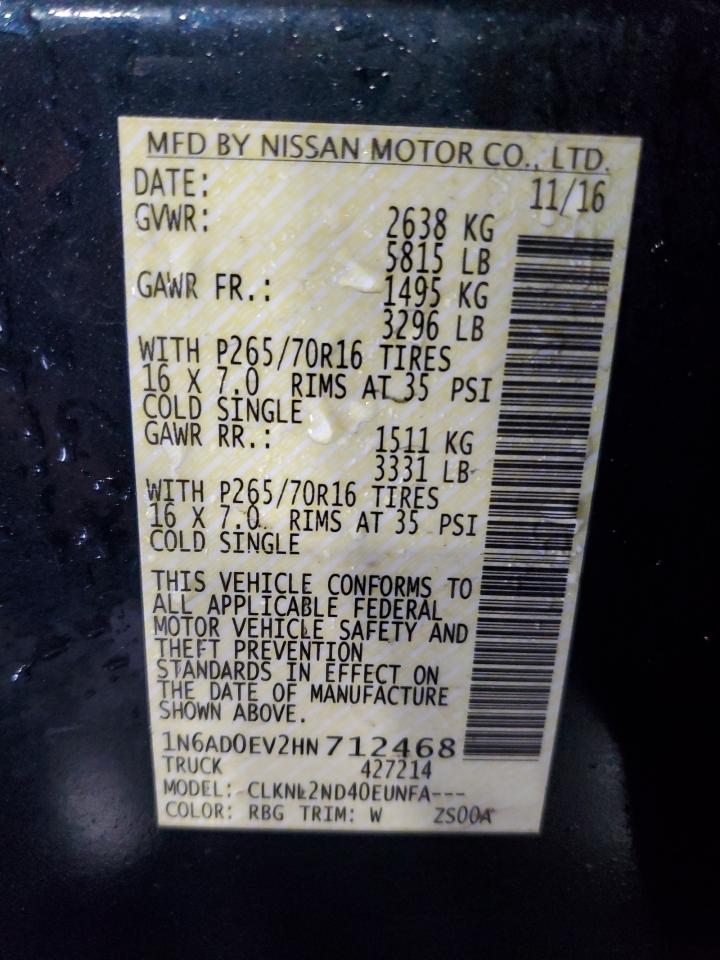 MFD BY NISSAN MOTOR CO., LTD.
DATE: 11/16
GVWR: 2638 KG
5815 LB
GAWR FR.: 1495 KG
3296 LB
WITH P265/70R16 TIRES
16 X 7.0 RIMS AT 35 PSI
COLD SINGLE
GAWR RR.: 1511 KG
3331 LB
WITH P265/70R16 TIRES
16 X 7.0 RIMS AT 35 PSI
COLD SINGLE
THIS VEHICLE CONFORMS TO
ALL APPLICABLE FEDERAL
MOTOR VEHICLE SAFETY AND
THEFT PREVENTION
STANDARDS IN EFFECT ON
THE DATE OF MANUFACTURE
SHOWN ABOVE.
1N6AD0EV2HN712468
TRUCK 427214
MODEL: CLKNL2ND40EUNFA---
COLOR: RBG TRIM: W ZS00A